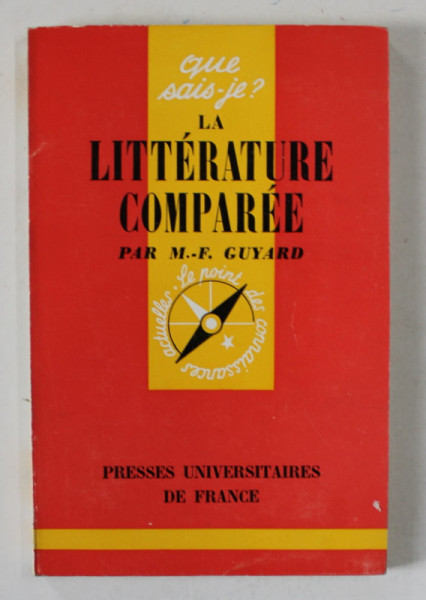 que
sais-je?
LA
LITTÉRATURE
COMPARÉE
PAR M.-F. GUYARD
Le point des connaissances actuelles.
PRESSES UNIVERSITAIRES
DE FRANCE